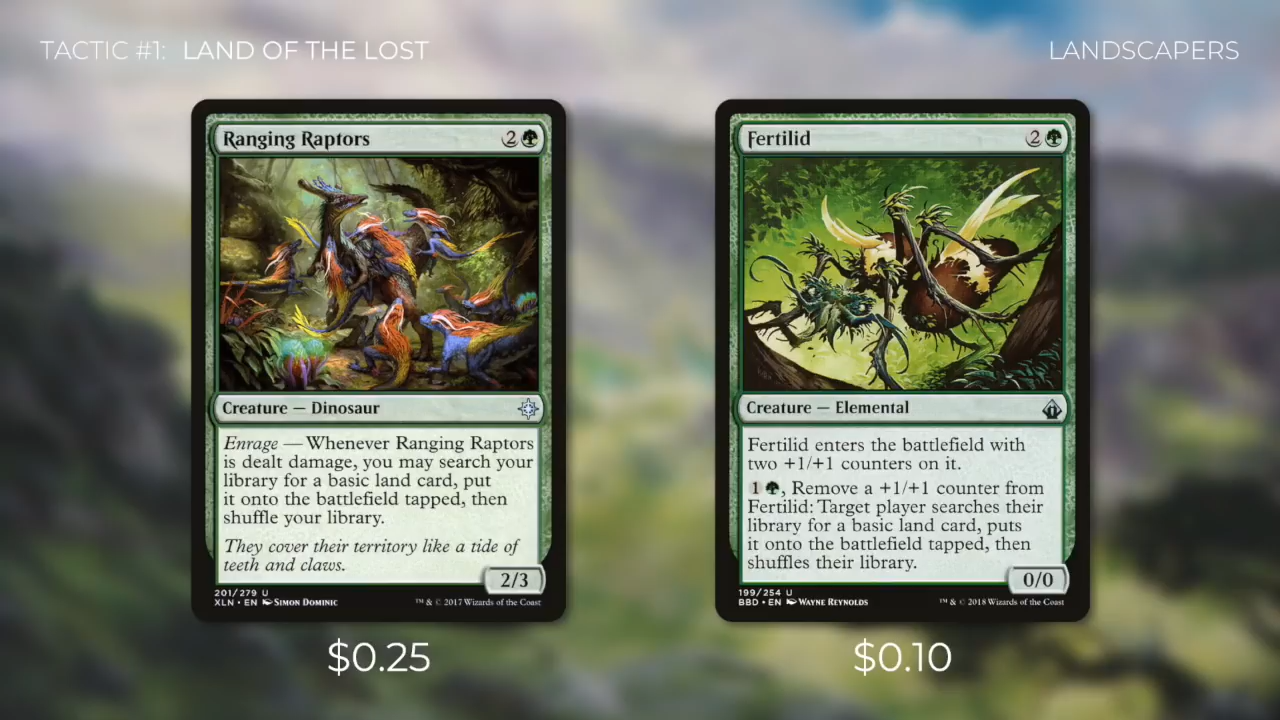 TACTIC #1: LAND OF THE LOST
LANDSCAPERS
Ranging Raptors 2
Creature — Dinosaur
Enrage — Whenever Ranging Raptors
is dealt damage, you may search your
library for a basic land card, put
it onto the battlefield tapped, then
shuffle your library.
They cover their territory like a tide of
teeth and claws.
2/3
201/279 U
XLN • EN Simon Dominic
™ & © 2017 Wizards of the Coast
$0.25
Fertilid 2
Creature — Elemental
Fertilid enters the battlefield with
two +1/+1 counters on it.
1, Remove a +1/+1 counter from
Fertilid: Target player searches their
library for a basic land card, puts
it onto the battlefield tapped, then
shuffles their library.
0/0
199/254 U
BBD • EN Wayne Reynolds
™ & © 2018 Wizards of the Coast
$0.10